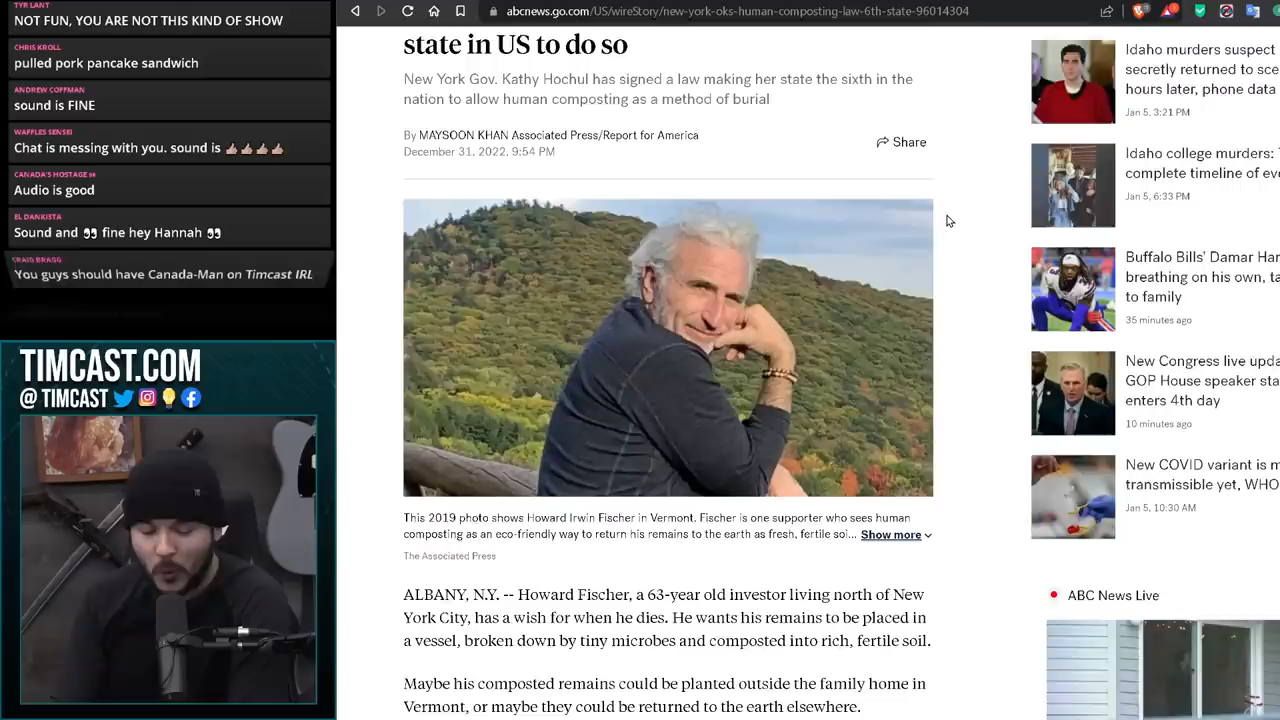 TYR LANT
NOT FUN, YOU ARE NOT THIS KIND OF SHOW
CHRIS KROLL
pulled pork pancake sandwich
ANDREW COFFMAN
sound is FINE
WAFFLES SENSEI
Chat is messing with you. sound is 👍🏼👍🏼👍🏼👍🏼
CANADA'S HOSTAGE
Audio is good
EL DANKISTA
Sound and 👀 fine hey Hannah 👀
CRAIG BRAGG
You guys should have Canada-Man on Timcast IRL
TIMCAST.COM
@ TIMCAST
abcnews.go.com/US/wireStory/new-york-oks-human-composting-law-6th-state-96014304
state in US to do so
New York Gov. Kathy Hochul has signed a law making her state the sixth in the
nation to allow human composting as a method of burial
By MAYSOON KHAN Associated Press/Report for America
December 31, 2022, 9:54 PM
Share
This 2019 photo shows Howard Irwin Fischer in Vermont. Fischer is one supporter who sees human
composting as an eco-friendly way to return his remains to the earth as fresh, fertile soi... Show more
The Associated Press
ALBANY, N.Y. -- Howard Fischer, a 63-year old investor living north of New
York City, has a wish for when he dies. He wants his remains to be placed in
a vessel, broken down by tiny microbes and composted into rich, fertile soil.
Maybe his composted remains could be planted outside the family home in
Vermont, or maybe they could be returned to the earth elsewhere.
Idaho murders suspect
secretly returned to sce
hours later, phone data
Jan 5, 3:21 PM
Idaho college murders: T
complete timeline of eve
Jan 5, 6:33 PM
Buffalo Bills' Damar Har
breathing on his own, ta
to family
35 minutes ago
New Congress live upda
GOP House speaker sta
enters 4th day
10 minutes ago
New COVID variant is m
transmissible yet, WHO
Jan 5, 10:30 AM
ABC News Live